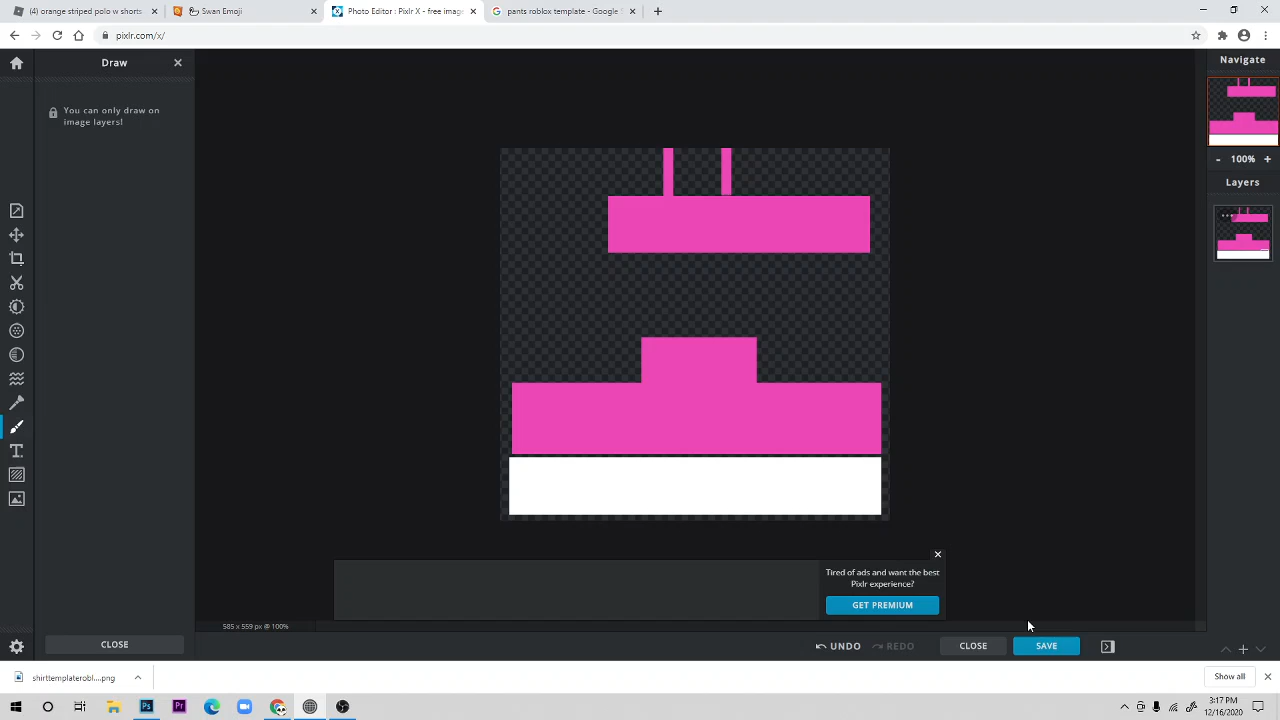 (4) orange striped polo w shorts
Swan Emoji
Photo Editor : Pixlr X - free imag
pants roblox template - Google S
pixlr.com/x/
Draw
Navigate
You can only draw on
image layers!
100%
Layers
Tired of ads and want the best
Pixlr experience?
GET PREMIUM
585 x 559 px @ 100%
CLOSE
UNDO
REDO
CLOSE
SAVE
shirttemplaterobl....png
Show all
Ps
Pr
3:17 PM
12/16/2020